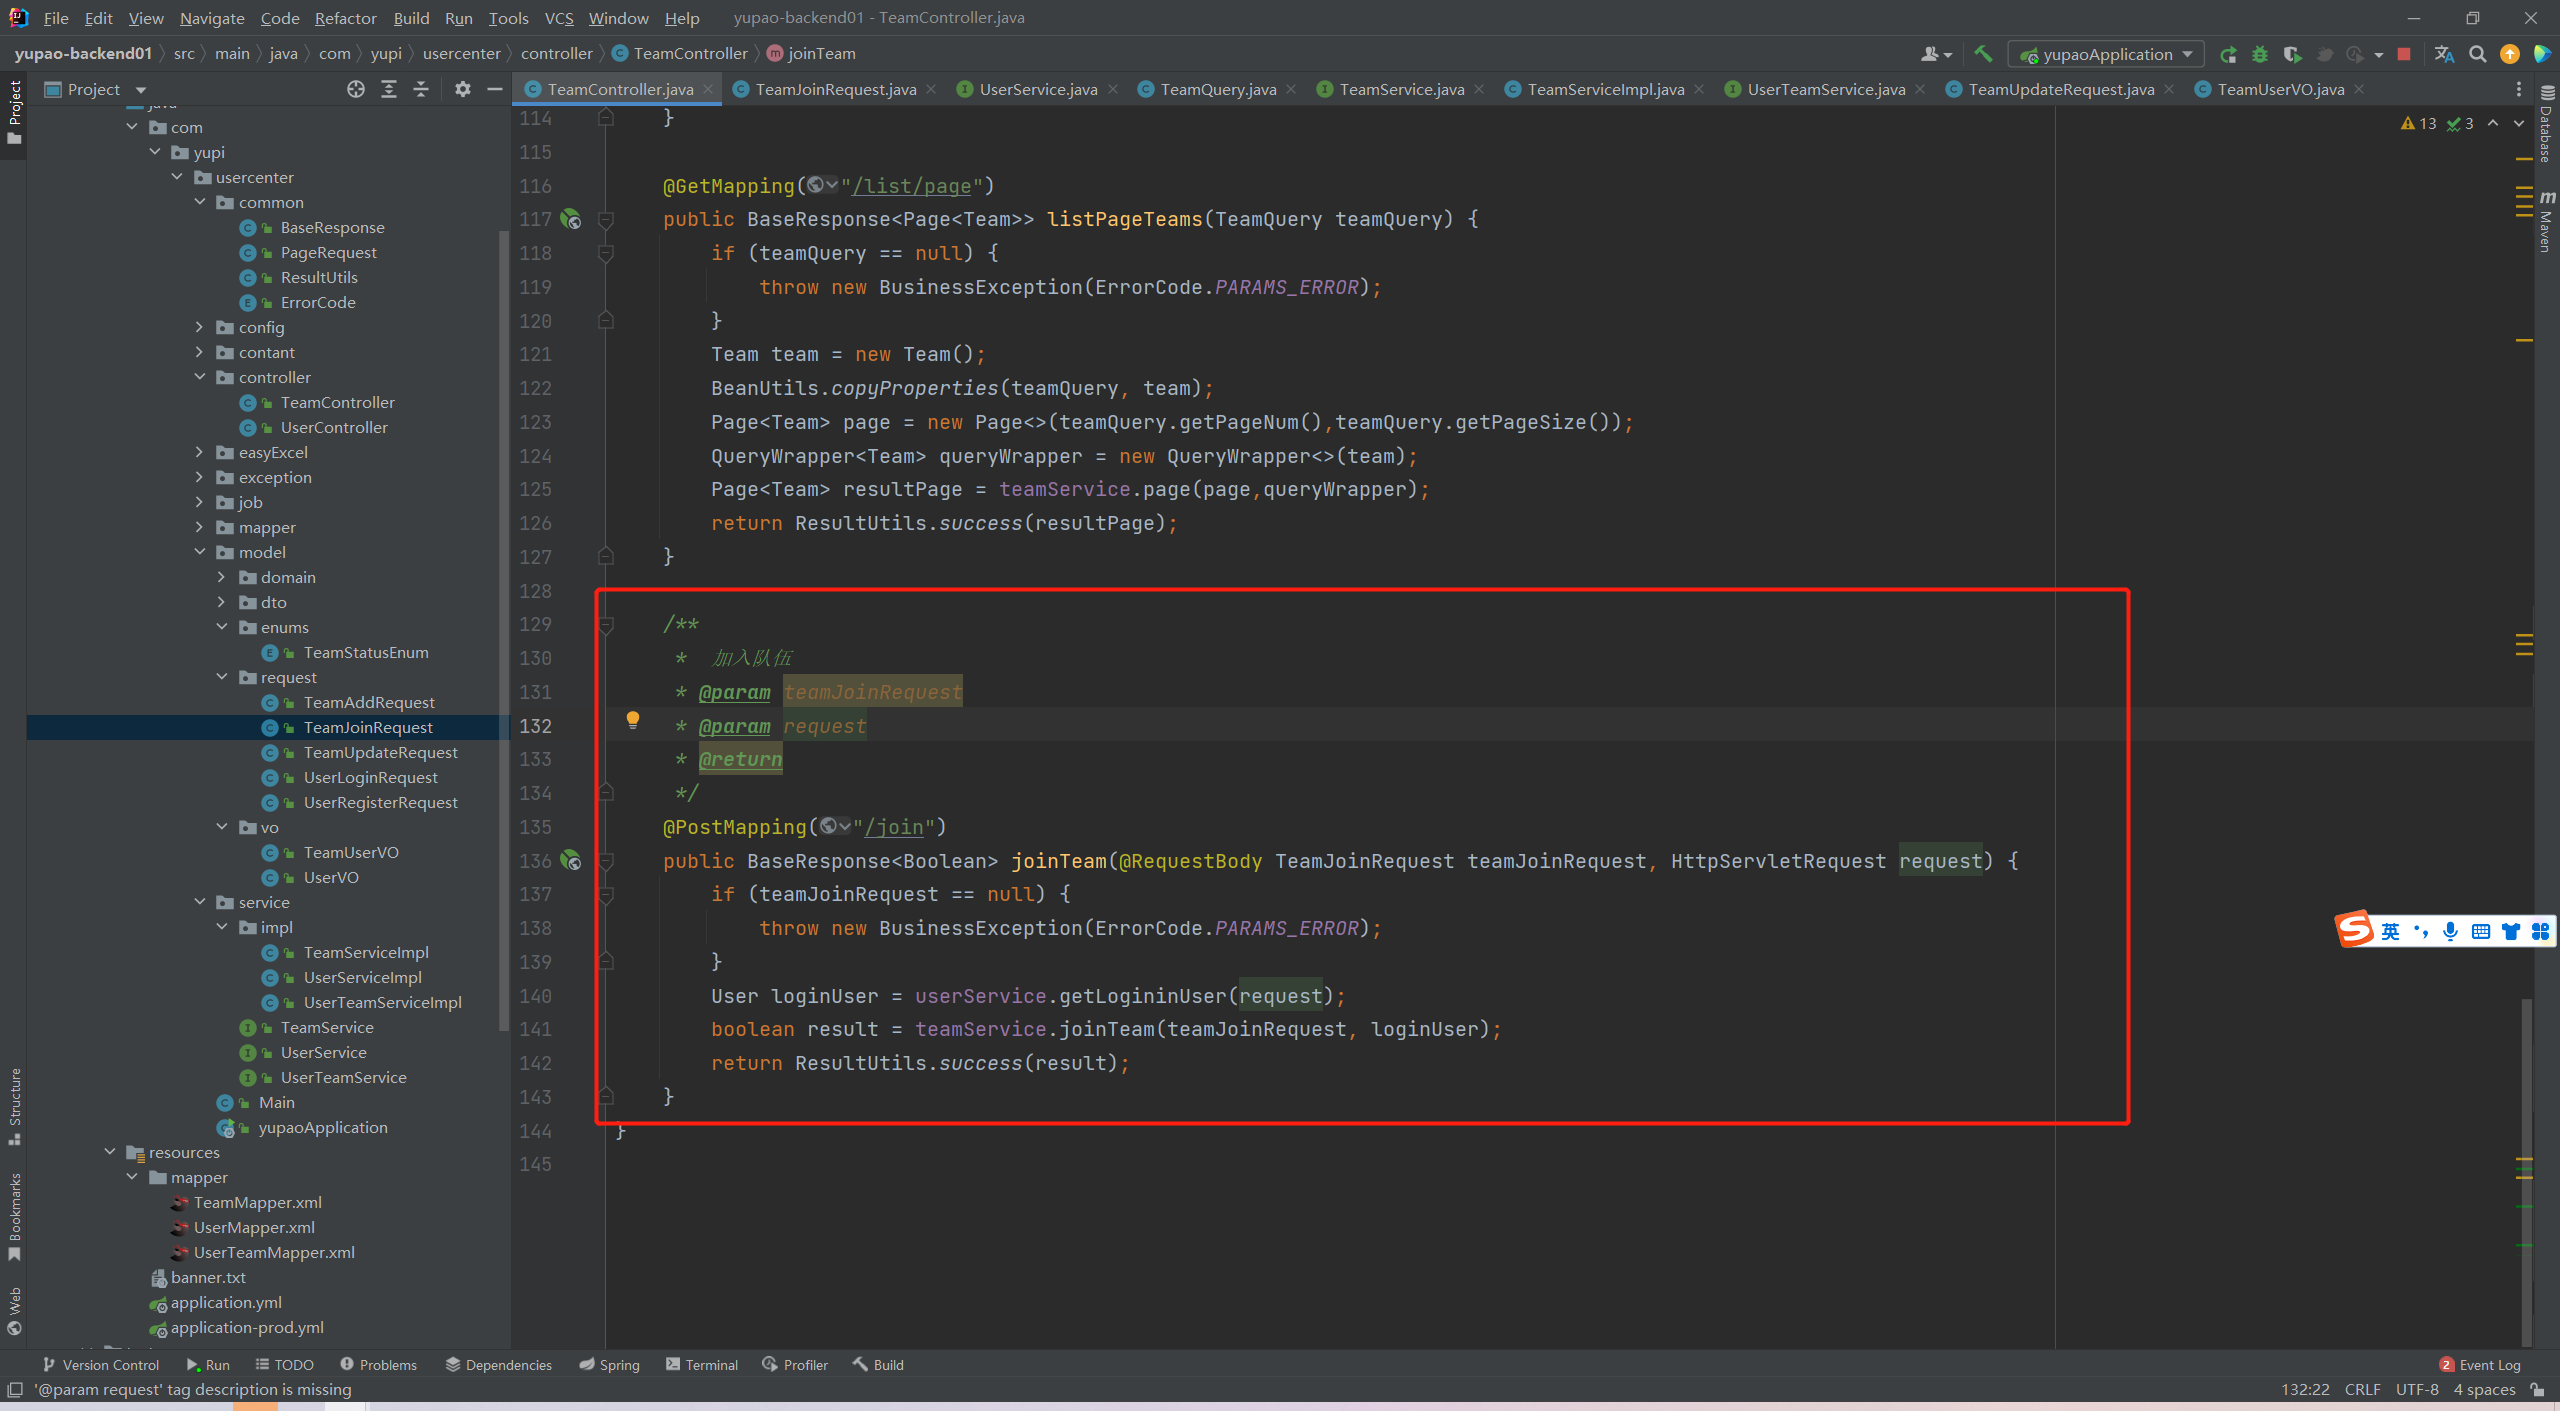 File Edit View Navigate Code Refactor Build Run Tools VCS Window Help yupao-backend01 - TeamController.java
yupao-backend01 src main java com yupi usercenter controller TeamController joinTeam
yupaoApplication
Project
TeamController.java TeamJoinRequest.java UserService.java TeamQuery.java TeamService.java TeamServiceImpl.java UserTeamService.java TeamUpdateRequest.java TeamUserVO.java
13 3
Project
Structure
Bookmarks
Web
Database
Maven
java
com
yupi
usercenter
common
BaseResponse
PageRequest
ResultUtils
ErrorCode
config
contant
controller
TeamController
UserController
easyExcel
exception
job
mapper
model
domain
dto
enums
TeamStatusEnum
request
TeamAddRequest
TeamJoinRequest
TeamUpdateRequest
UserLoginRequest
UserRegisterRequest
vo
TeamUserVO
UserVO
service
impl
TeamServiceImpl
UserServiceImpl
UserTeamServiceImpl
TeamService
UserService
UserTeamService
Main
yupaoApplication
resources
mapper
TeamMapper.xml
UserMapper.xml
UserTeamMapper.xml
banner.txt
application.yml
application-prod.yml
114 }
115
116 @GetMapping("/list/page")
117 public BaseResponse<Page<Team>> listPageTeams(TeamQuery teamQuery) {
118 if (teamQuery == null) {
119 throw new BusinessException(ErrorCode.PARAMS_ERROR);
120 }
121 Team team = new Team();
122 BeanUtils.copyProperties(teamQuery, team);
123 Page<Team> page = new Page<>(teamQuery.getPageNum(),teamQuery.getPageSize());
124 QueryWrapper<Team> queryWrapper = new QueryWrapper<>(team);
125 Page<Team> resultPage = teamService.page(page,queryWrapper);
126 return ResultUtils.success(resultPage);
127 }
128
129 /**
130 * 加入队伍
131 * @param teamJoinRequest
132 * @param request
133 * @return
134 */
135 @PostMapping("/join")
136 public BaseResponse<Boolean> joinTeam(@RequestBody TeamJoinRequest teamJoinRequest, HttpServletRequest request) {
137 if (teamJoinRequest == null) {
138 throw new BusinessException(ErrorCode.PARAMS_ERROR);
139 }
140 User loginUser = userService.getLogininUser(request);
141 boolean result = teamService.joinTeam(teamJoinRequest, loginUser);
142 return ResultUtils.success(result);
143 }
144 }
145
英
Version Control Run TODO Problems Dependencies Spring Terminal Profiler Build 2 Event Log
'@param request' tag description is missing 132:22 CRLF UTF-8 4 spaces